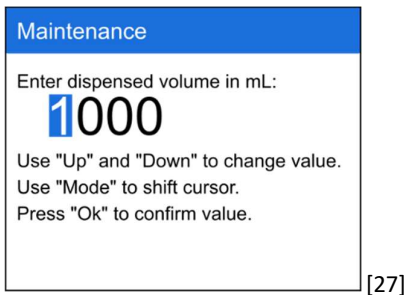 Maintenance
Enter dispensed volume in mL:
1000
Use "Up" and "Down" to change value.
Use "Mode" to shift cursor.
Press "Ok" to confirm value.
[27]